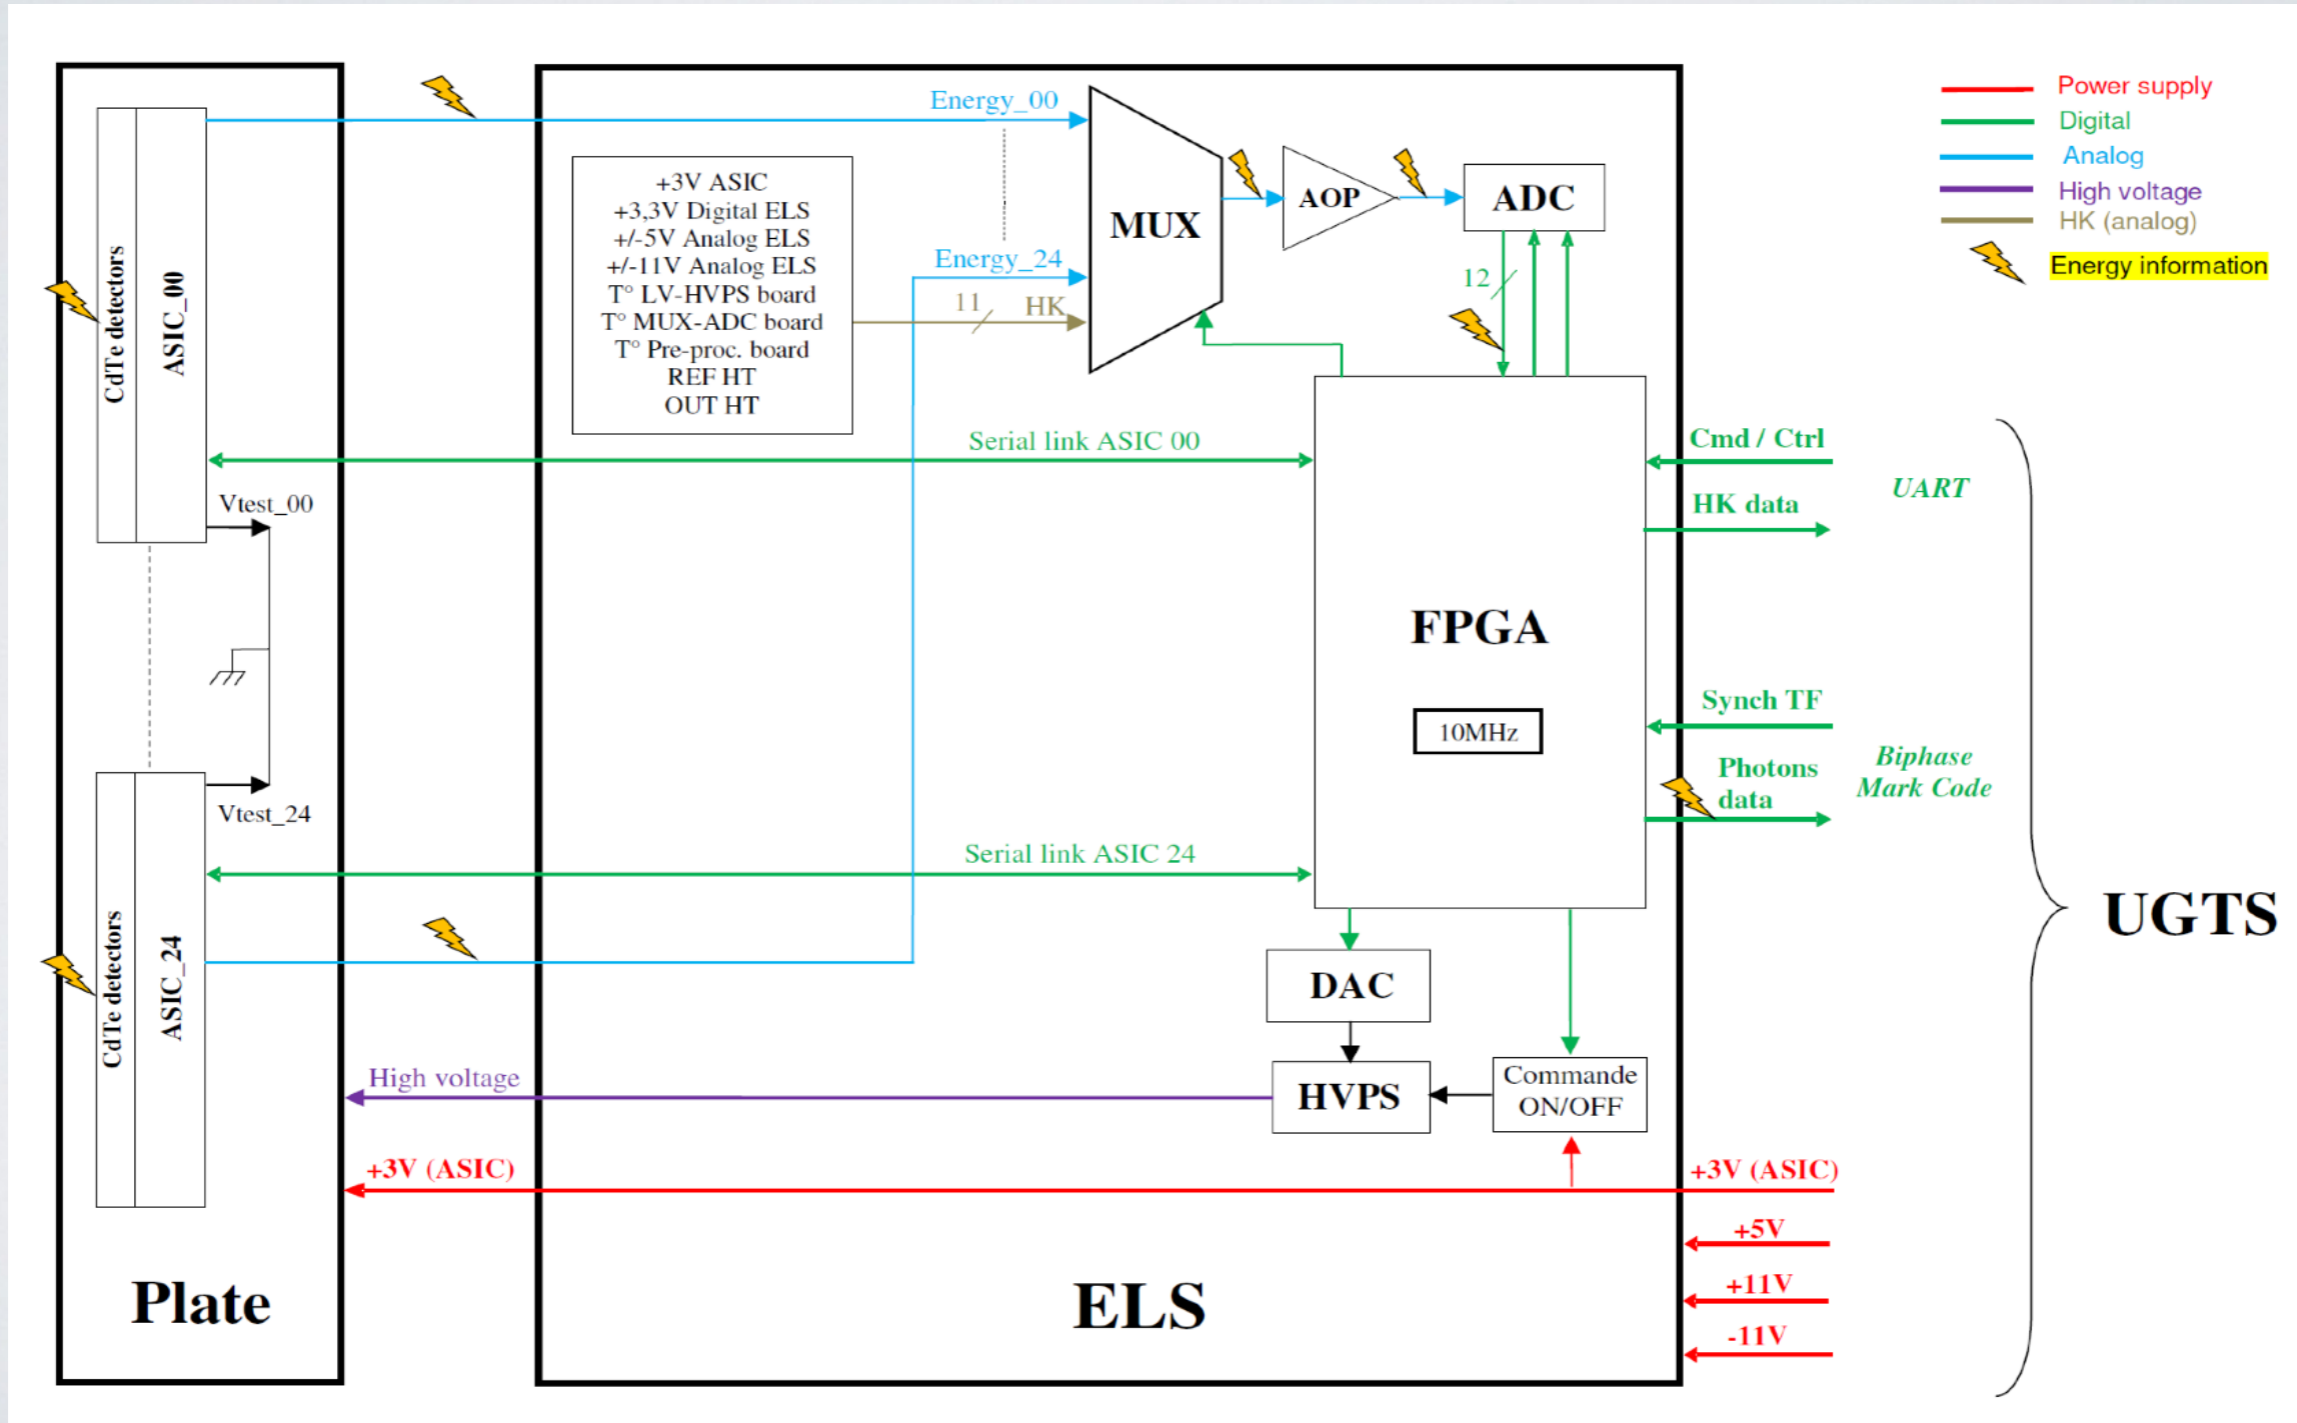 CdTe detectors
ASIC_00
Vtest_00
Vtest_24
CdTe detectors
ASIC_24
Plate
+3V ASIC
+3,3V Digital ELS
+/-5V Analog ELS
+/-11V Analog ELS
T° LV-HVPS board
T° MUX-ADC board
T° Pre-proc. board
REF HT
OUT HT
Energy_00
Energy_24
11
HK
MUX
AOP
ADC
12
Serial link ASIC 00
FPGA
10MHz
Serial link ASIC 24
DAC
HVPS
Commande
ON/OFF
High voltage
+3V (ASIC)
ELS
Power supply
Digital
Analog
High voltage
HK (analog)
Energy information
Cmd / Ctrl
UART
HK data
Synch TF
Photons
data
Biphase
Mark Code
UGTS
+3V (ASIC)
+5V
+11V
-11V